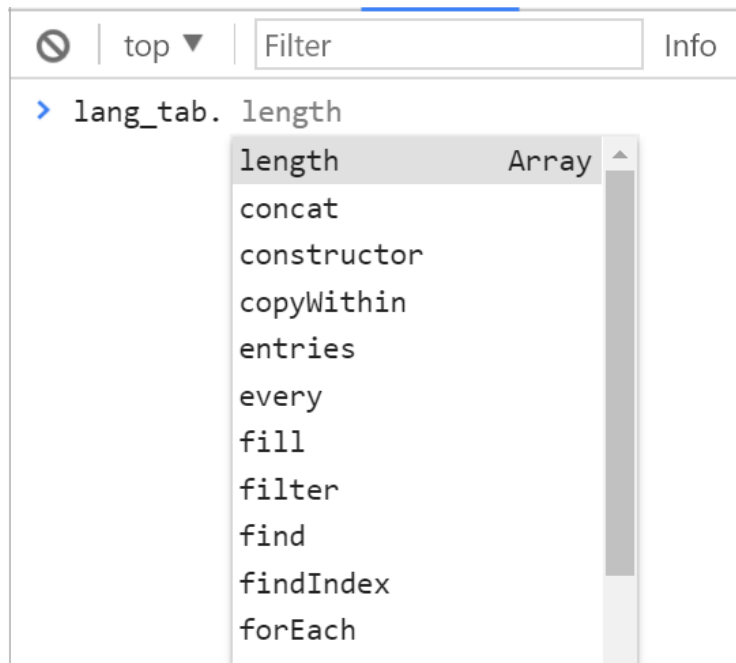 top ▼ Filter Info
> lang_tab. length
length Array
concat
constructor
copyWithin
entries
every
fill
filter
find
findIndex
forEach